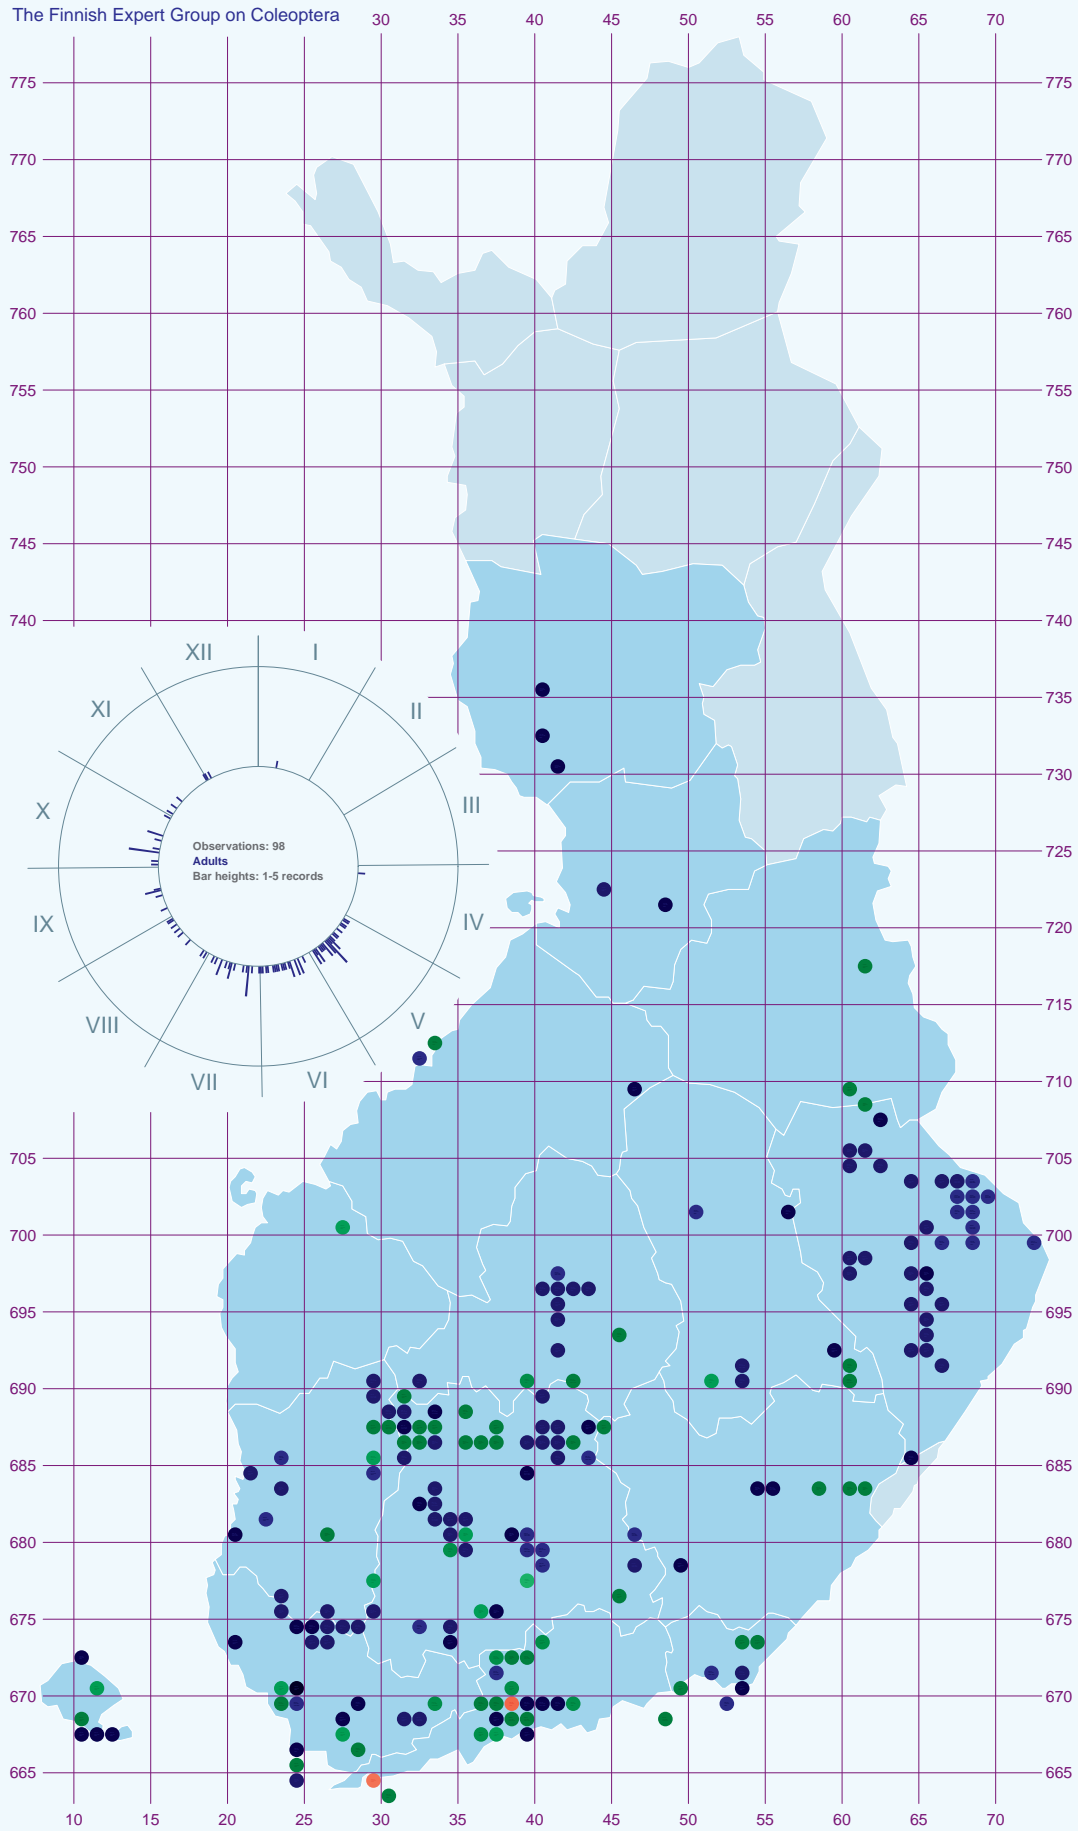 The Finnish Expert Group on Coleoptera
30 40 45 50 55 60 70
775 775
770 770
765 765
760 760
755 755
750 750
745 745
740 740
XII I
XI II
735
730
X III
Observations: 98
Adults
Bar heights: 1-5 records
725
IX IV
720
715
VIII V
VII VI
710
705 705
700 700
695 695
690 690
685 685
680 680
675 675
670 670
665 665
10 15 20 25 30 35 40 45 50 55 60 65 70